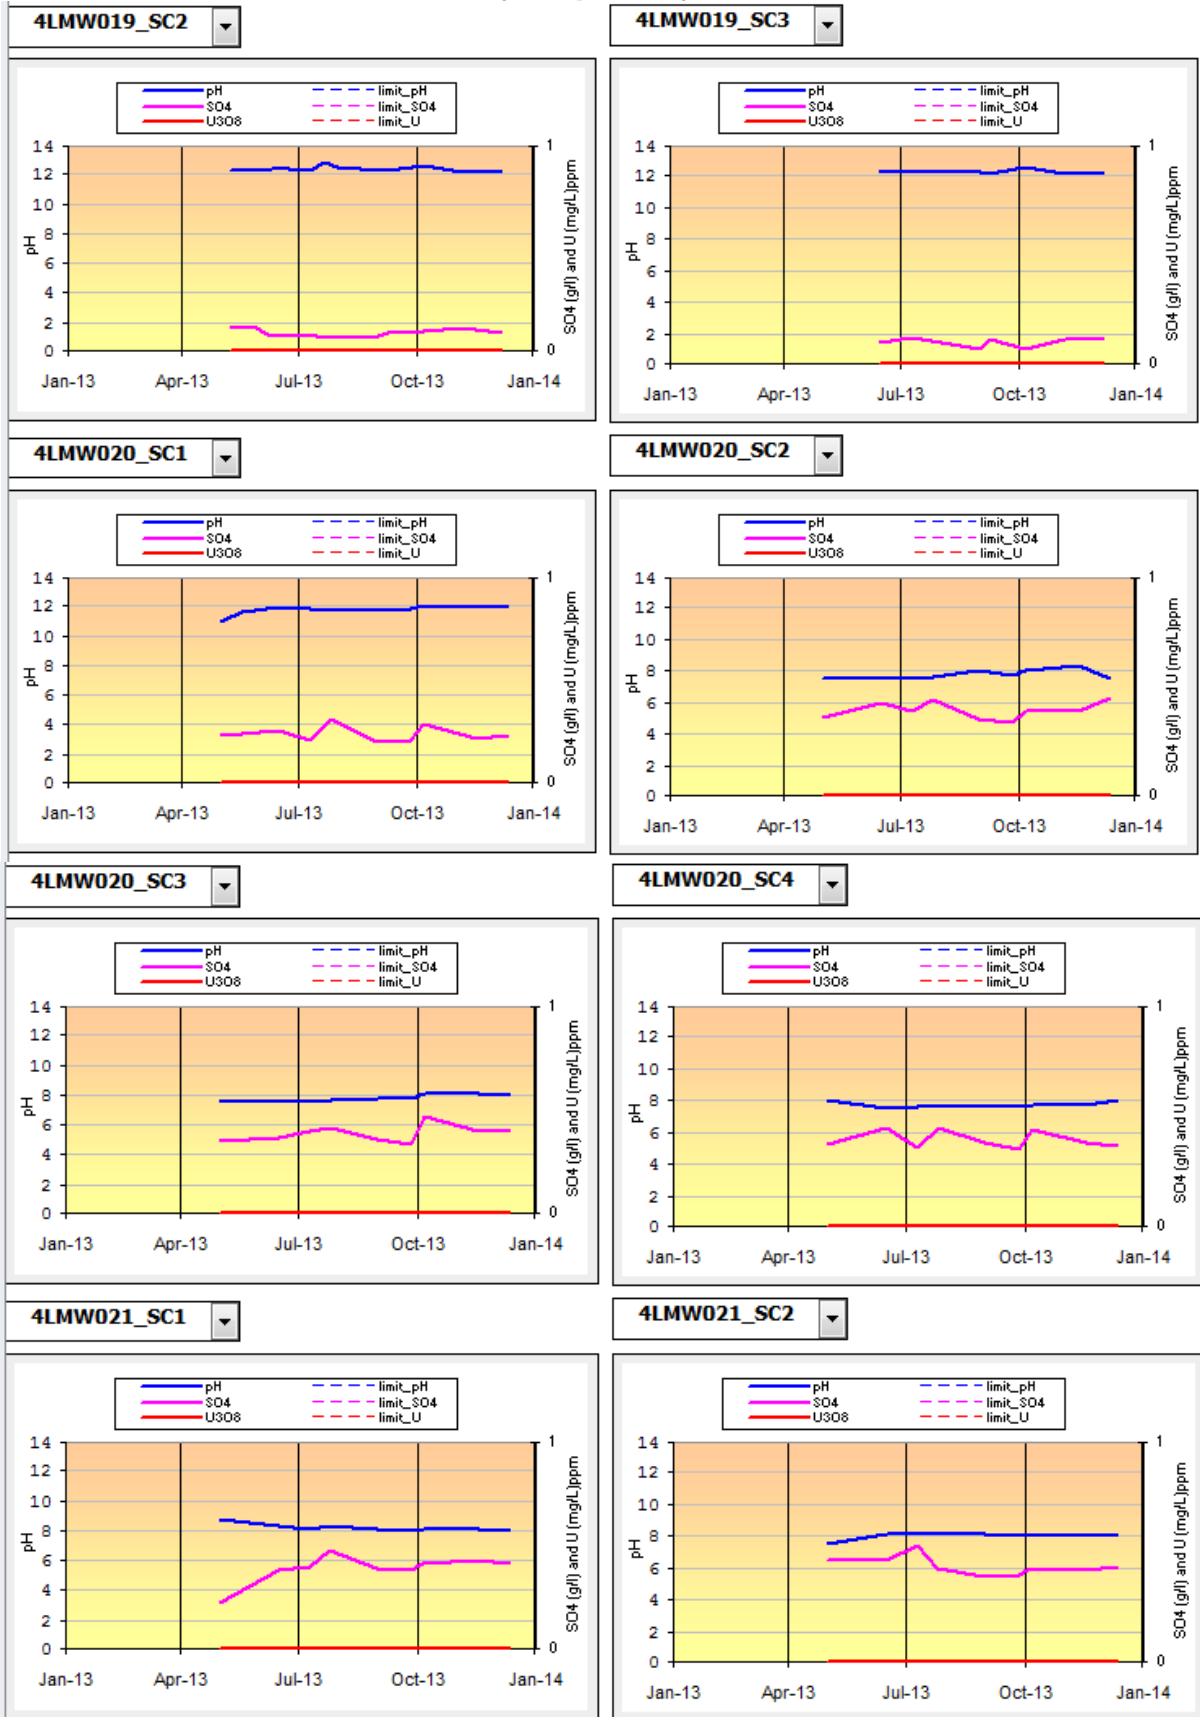 4LMW019_SC2
4LMW019_SC3
pH
limit_pH
SO4
limit_SO4
U3O8
limit_U
14
12
10
8
6
4
2
0
pH
1
0
SO4 (g/l) and U (mg/L)ppm
Jan-13 Apr-13 Jul-13 Oct-13 Jan-14
pH
limit_pH
SO4
limit_SO4
U3O8
limit_U
14
12
10
8
6
4
2
0
pH
1
0
SO4 (g/l) and U (mg/L)ppm
Jan-13 Apr-13 Jul-13 Oct-13 Jan-14
4LMW020_SC1
4LMW020_SC2
pH
limit_pH
SO4
limit_SO4
U3O8
limit_U
14
12
10
8
6
4
2
0
pH
1
0
SO4 (g/l) and U (mg/L)ppm
Jan-13 Apr-13 Jul-13 Oct-13 Jan-14
pH
limit_pH
SO4
limit_SO4
U3O8
limit_U
14
12
10
8
6
4
2
0
pH
1
0
SO4 (g/l) and U (mg/L)ppm
Jan-13 Apr-13 Jul-13 Oct-13 Jan-14
4LMW020_SC3
4LMW020_SC4
pH
limit_pH
SO4
limit_SO4
U3O8
limit_U
14
12
10
8
6
4
2
0
pH
1
0
SO4 (g/l) and U (mg/L)ppm
Jan-13 Apr-13 Jul-13 Oct-13 Jan-14
pH
limit_pH
SO4
limit_SO4
U3O8
limit_U
14
12
10
8
6
4
2
0
pH
1
0
SO4 (g/l) and U (mg/L)ppm
Jan-13 Apr-13 Jul-13 Oct-13 Jan-14
4LMW021_SC1
4LMW021_SC2
pH
limit_pH
SO4
limit_SO4
U3O8
limit_U
14
12
10
8
6
4
2
0
pH
1
0
SO4 (g/l) and U (mg/L)ppm
Jan-13 Apr-13 Jul-13 Oct-13 Jan-14
pH
limit_pH
SO4
limit_SO4
U3O8
limit_U
14
12
10
8
6
4
2
0
pH
1
0
SO4 (g/l) and U (mg/L)ppm
Jan-13 Apr-13 Jul-13 Oct-13 Jan-14